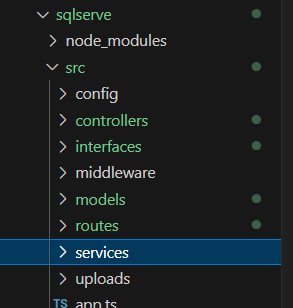 sqlserve
node_modules
src
config
controllers
interfaces
middleware
models
routes
services
uploads
TS app.ts